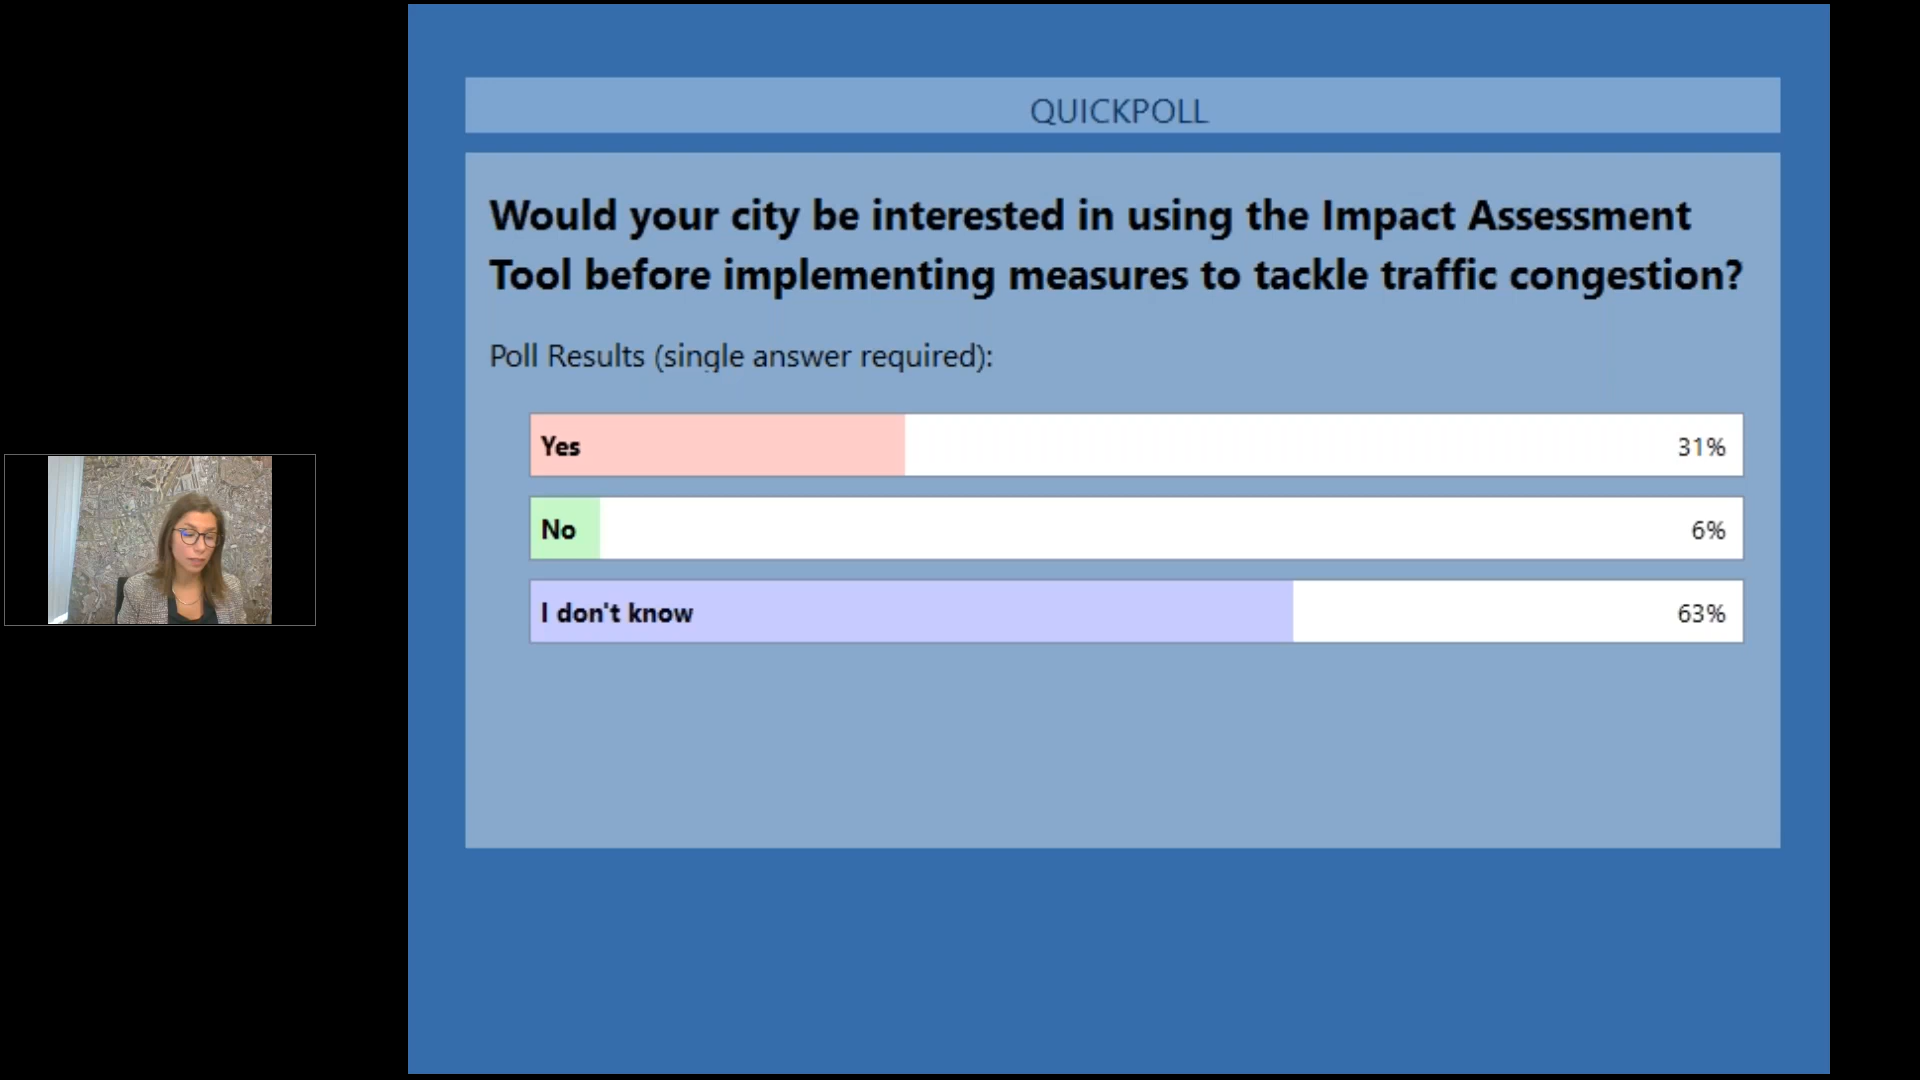 QUICKPOLL
Would your city be interested in using the Impact Assessment
Tool before implementing measures to tackle traffic congestion?
Poll Results (single answer required):
Yes 31%
No 6%
I don't know 63%